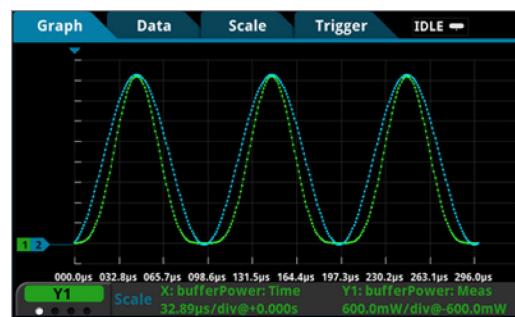 Graph Data Scale Trigger IDLE
1 2
000.0µs 032.8µs 065.7µs 098.6µs 131.5µs 164.4µs 197.3µs 230.2µs 263.1µs 296.0µs
Y1 Scale X: bufferPower: Time Y1: bufferPower: Meas
32.89µs/div@+0.000s 600.0mW/div@-600.0mW